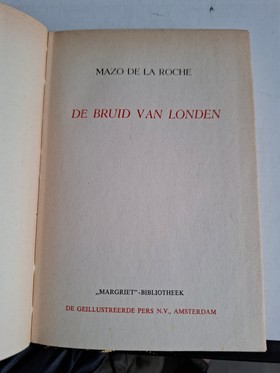 MAZO DE LA ROCHE
DE BRUID VAN LONDEN
„MARGRIET”-BIBLIOTHEEK
DE GEILLUSTREERDE PERS N.V., AMSTERDAM